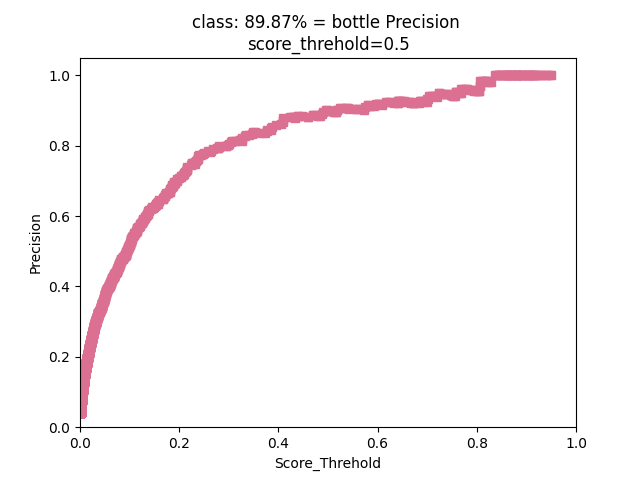 class: 89.87% = bottle Precision
score_threhold=0.5
1.0
0.8
0.6
0.4
0.2
0.0
Precision
0.0 0.2 0.4 0.6 0.8 1.0
Score_Threhold